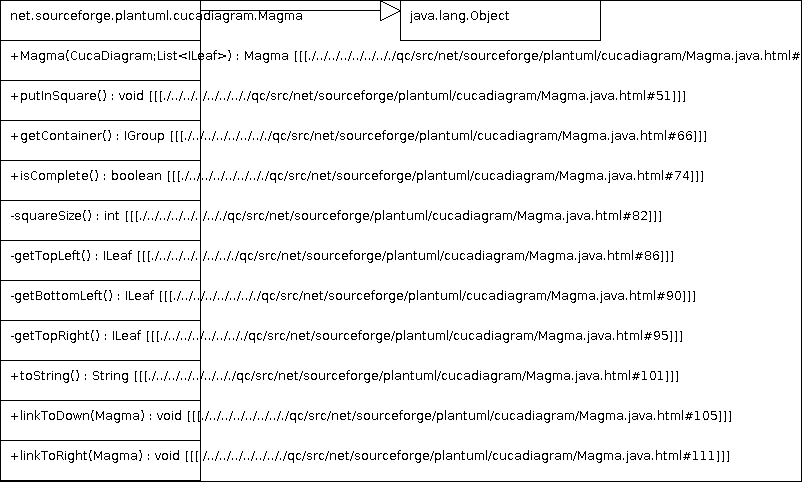 net.sourceforge.plantuml.cucadiagram.Magma
java.lang.Object
+Magma(CucaDiagram;List<ILeaf>) : Magma [[[./../../../../../../../qc/src/net/sourceforge/plantuml/cucadiagram/Magma.java.html#
+putInSquare() : void [[[./../../../../../../../qc/src/net/sourceforge/plantuml/cucadiagram/Magma.java.html#51]]]
+getContainer() : IGroup [[[./../../../../../../../qc/src/net/sourceforge/plantuml/cucadiagram/Magma.java.html#66]]]
+isComplete() : boolean [[[./../../../../../../../qc/src/net/sourceforge/plantuml/cucadiagram/Magma.java.html#74]]]
-squareSize() : int [[[./../../../../../../../qc/src/net/sourceforge/plantuml/cucadiagram/Magma.java.html#82]]]
-getTopLeft() : ILeaf [[[./../../../../../../../qc/src/net/sourceforge/plantuml/cucadiagram/Magma.java.html#86]]]
-getBottomLeft() : ILeaf [[[./../../../../../../../qc/src/net/sourceforge/plantuml/cucadiagram/Magma.java.html#90]]]
-getTopRight() : ILeaf [[[./../../../../../../../qc/src/net/sourceforge/plantuml/cucadiagram/Magma.java.html#95]]]
+toString() : String [[[./../../../../../../../qc/src/net/sourceforge/plantuml/cucadiagram/Magma.java.html#101]]]
+linkToDown(Magma) : void [[[./../../../../../../../qc/src/net/sourceforge/plantuml/cucadiagram/Magma.java.html#105]]]
+linkToRight(Magma) : void [[[./../../../../../../../qc/src/net/sourceforge/plantuml/cucadiagram/Magma.java.html#111]]]